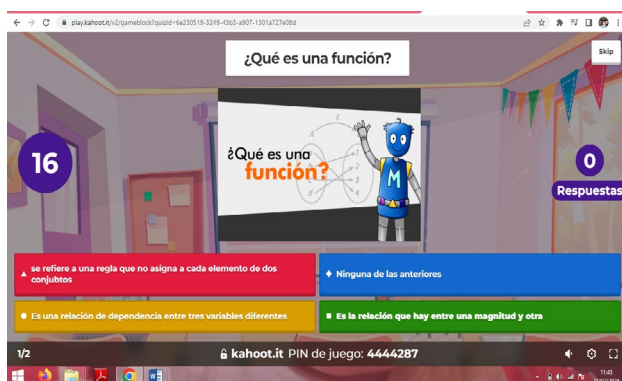 play.kahoot.it/v2/gameblock?quizId=6e230519-3249-43b3-a907-1301a727e08d
¿Qué es una función?
Skip
16
¿Qué es una
función?
M
0
Respuestas
se refiere a una regla que no asigna a cada elemento de dos
conjubtos
Ninguna de las anteriores
Es una relación de dependencia entre tres variables diferentes
Es la relación que hay entre una magnitud y otra
1/2
kahoot.it PIN de juego: 4444287
11:43